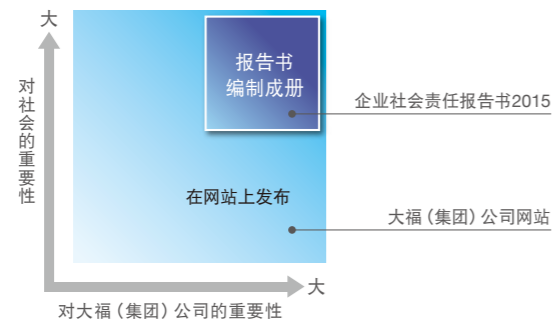 大
报告书
编制成册
对社会的重要性
企业社会责任报告书2015
在网站上发布
大福（集团）公司网站
大
对大福（集团）公司的重要性